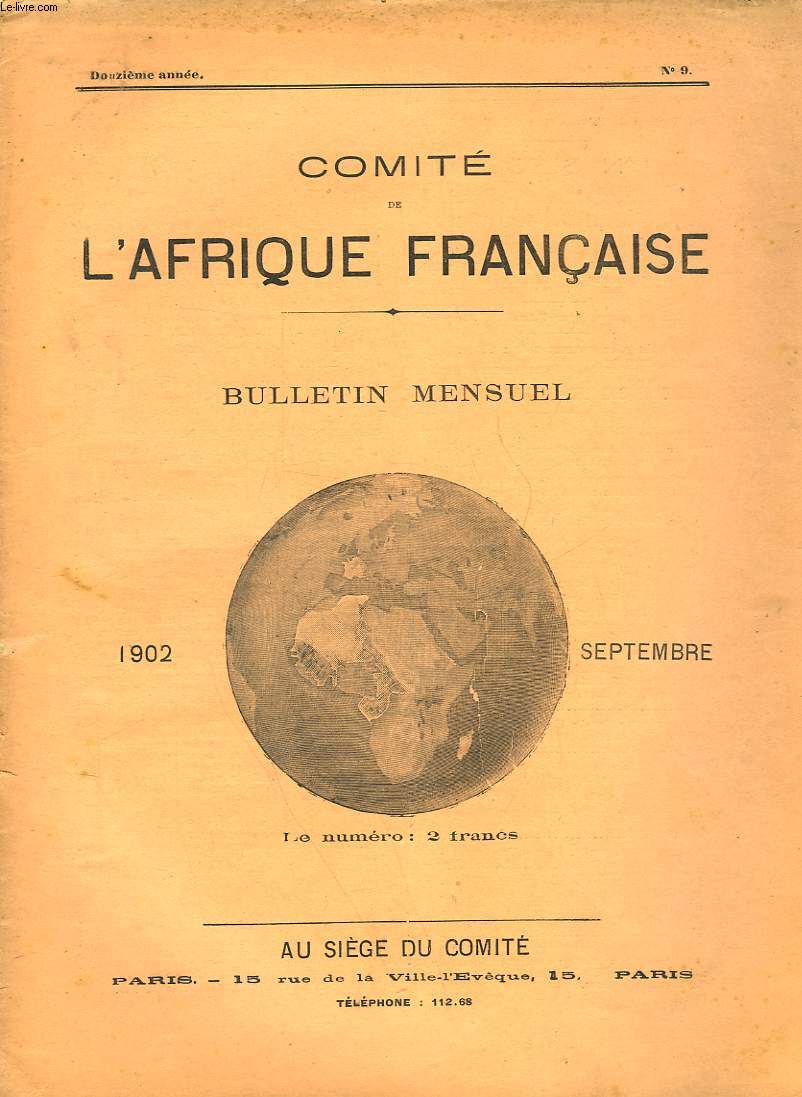 Le-livre.com
Douzième année. N° 9.
COMITÉ
DE
L'AFRIQUE FRANÇAISE
BULLETIN MENSUEL
1902 SEPTEMBRE
Le numéro : 2 francs
AU SIÈGE DU COMITÉ
PARIS. — 15 rue de la Ville-l'Evêque, 15, PARIS
TÉLÉPHONE : 112.68